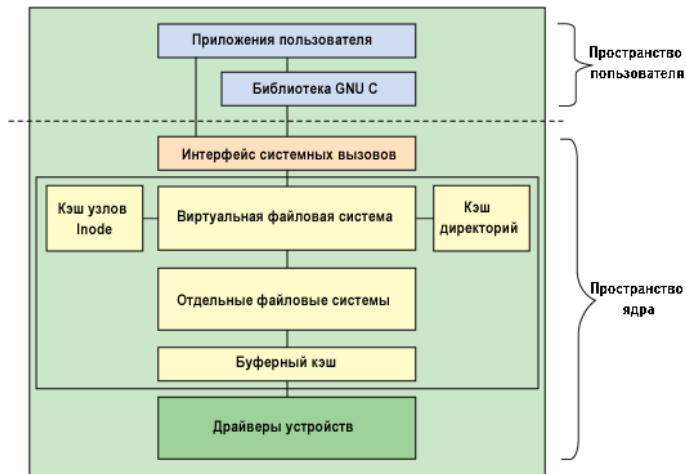 Приложения пользователя
Библиотека GNU C
Пространство
пользователя
Интерфейс системных вызовов
Кэш узлов
Inode
Виртуальная файловая система
Кэш
директорий
Отдельные файловые системы
Буферный кэш
Драйверы устройств
Пространство
ядра